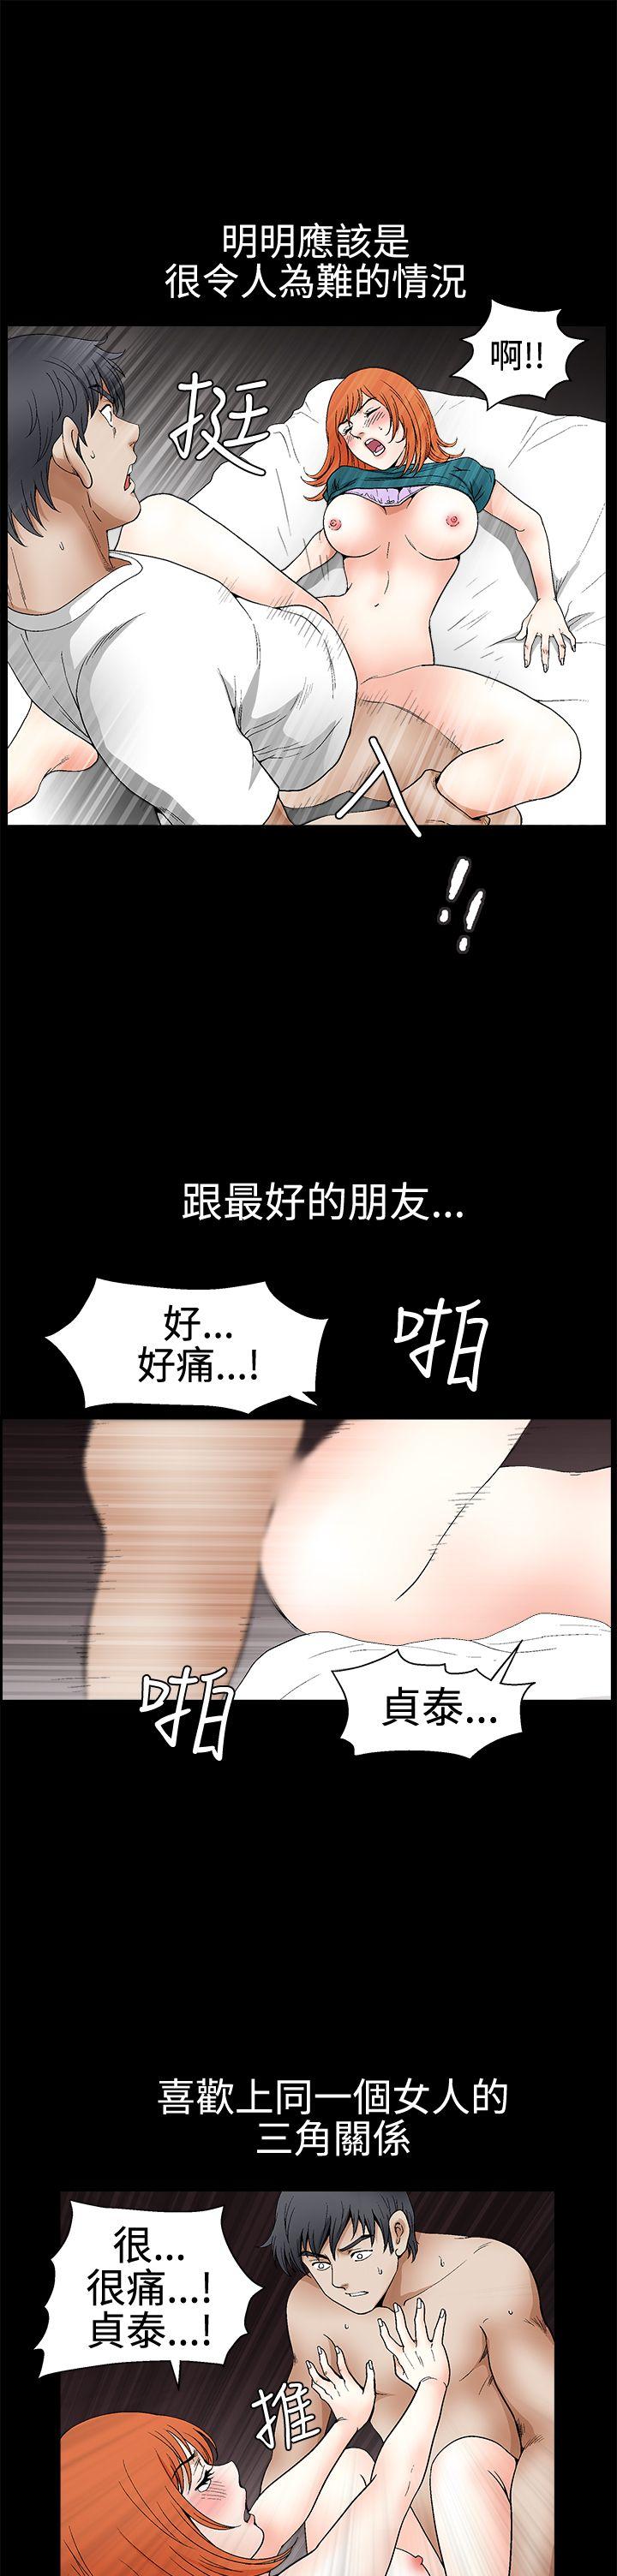 明明應該是
很令人為難的情況
啊!!
挺
入
!!
跟最好的朋友...
好...
好痛...!
啪
啪
貞泰...
喜歡上同一個女人的
三角關係
很...
很痛...!
貞泰...!
推